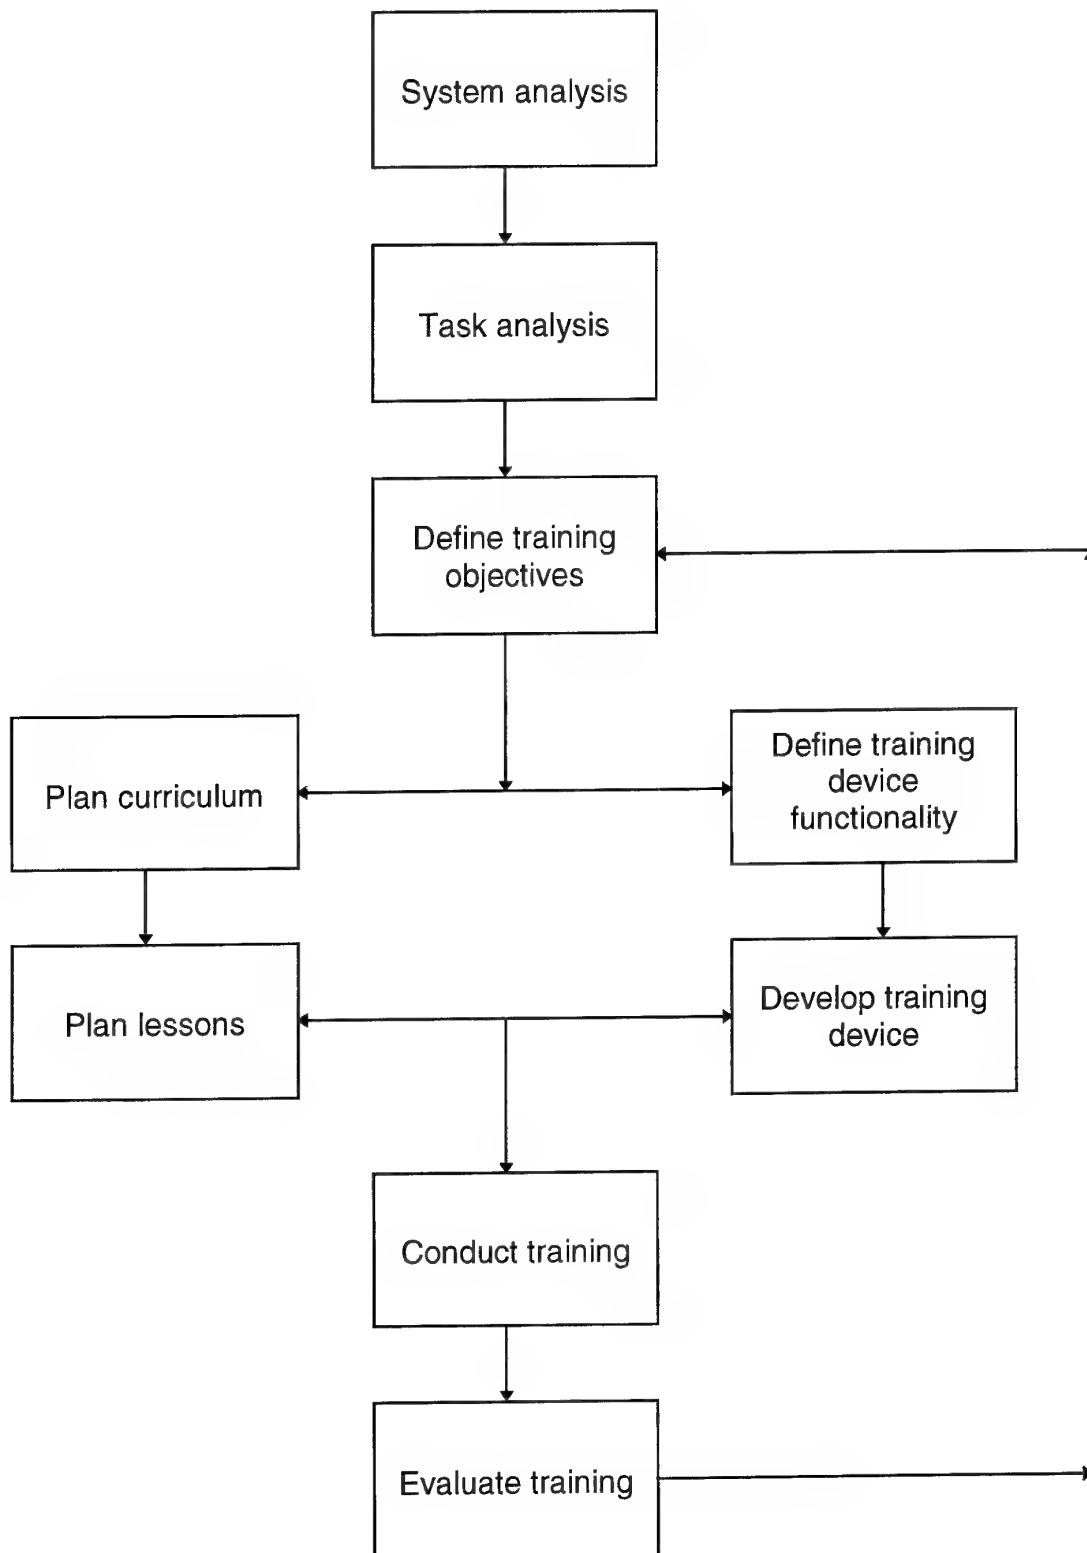 System analysis
Task analysis
Define training
objectives
Plan curriculum
Define training
device
functionality
Plan lessons
Develop training
device
Conduct training
Evaluate training